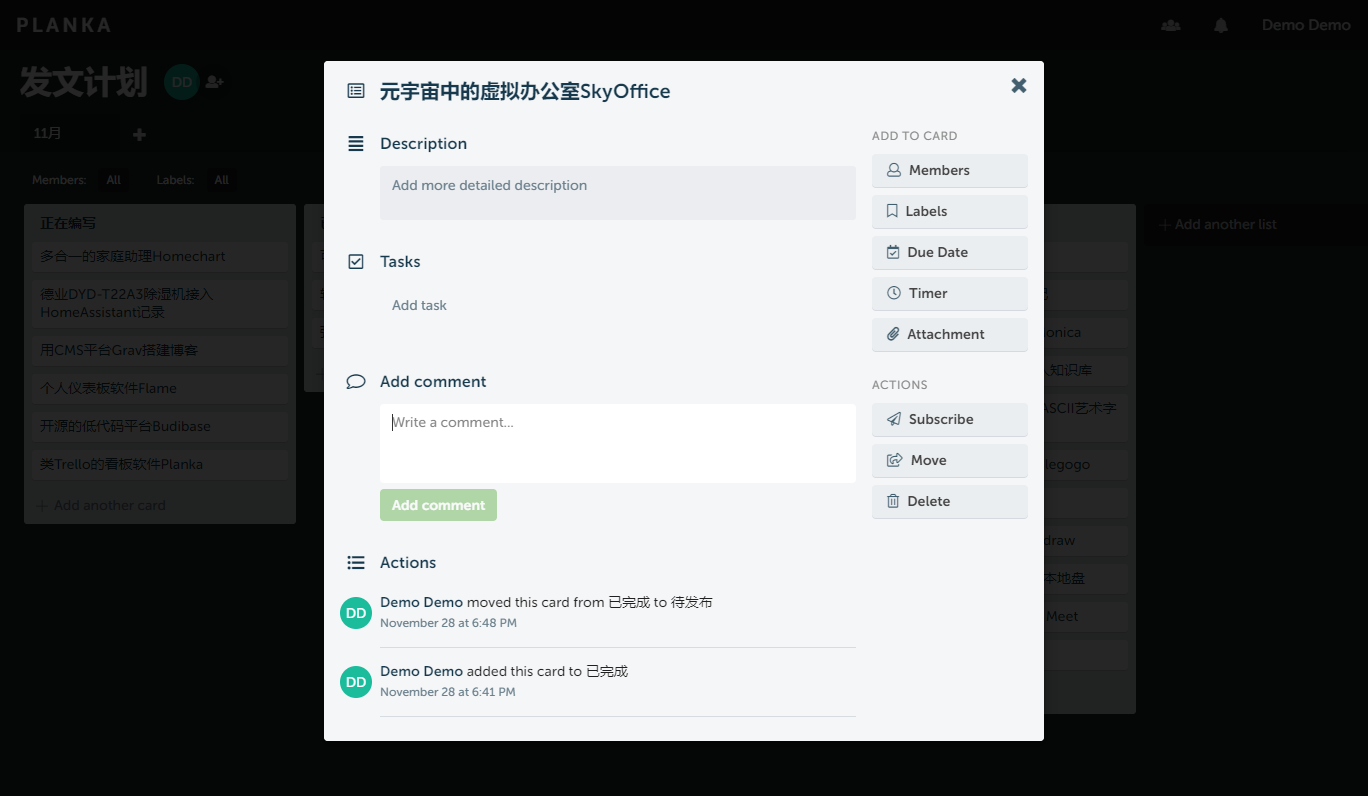 PLANKA
Demo Demo
发文计划
DD
11月
Members: All Labels: All
正在编写
多合一的家庭助理Homechart
德业DYD-T22A3除湿机接入
HomeAssistant记录
用CMS平台Grav搭建博客
个人仪表板软件Flame
开源的低代码平台Budibase
类Trello的看板软件Planka
+ Add another card
元宇宙中的虚拟办公室SkyOffice
Description
Add more detailed description
Tasks
Add task
Add comment
Write a comment...
Add comment
Actions
DD
Demo Demo moved this card from 已完成 to 待发布
November 28 at 6:48 PM
DD
Demo Demo added this card to 已完成
November 28 at 6:41 PM
ADD TO CARD
Members
Labels
Due Date
Timer
Attachment
ACTIONS
Subscribe
Move
Delete
onica
知识库
ASCII艺术字
legogo
draw
本地盘
Meet
+ Add another list